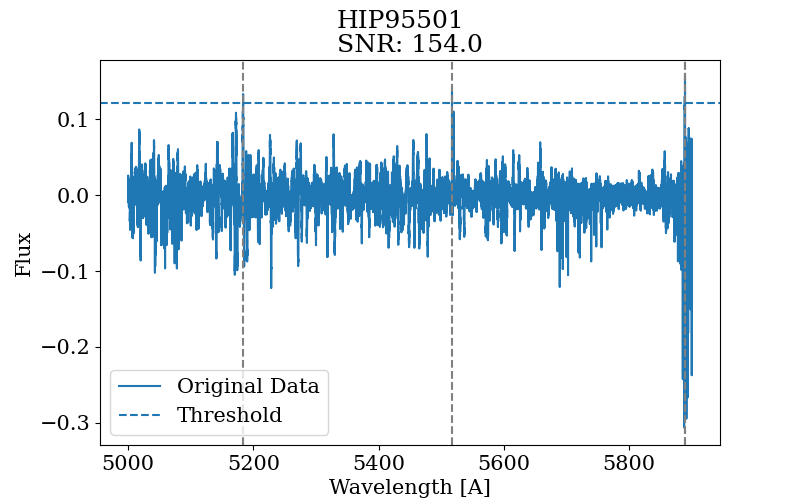 HIP95501
SNR: 154.0
0.1
0.0
−0.1
−0.2
−0.3
Flux
Original Data
Threshold
5000 5200 5400 5600 5800
Wavelength [A]